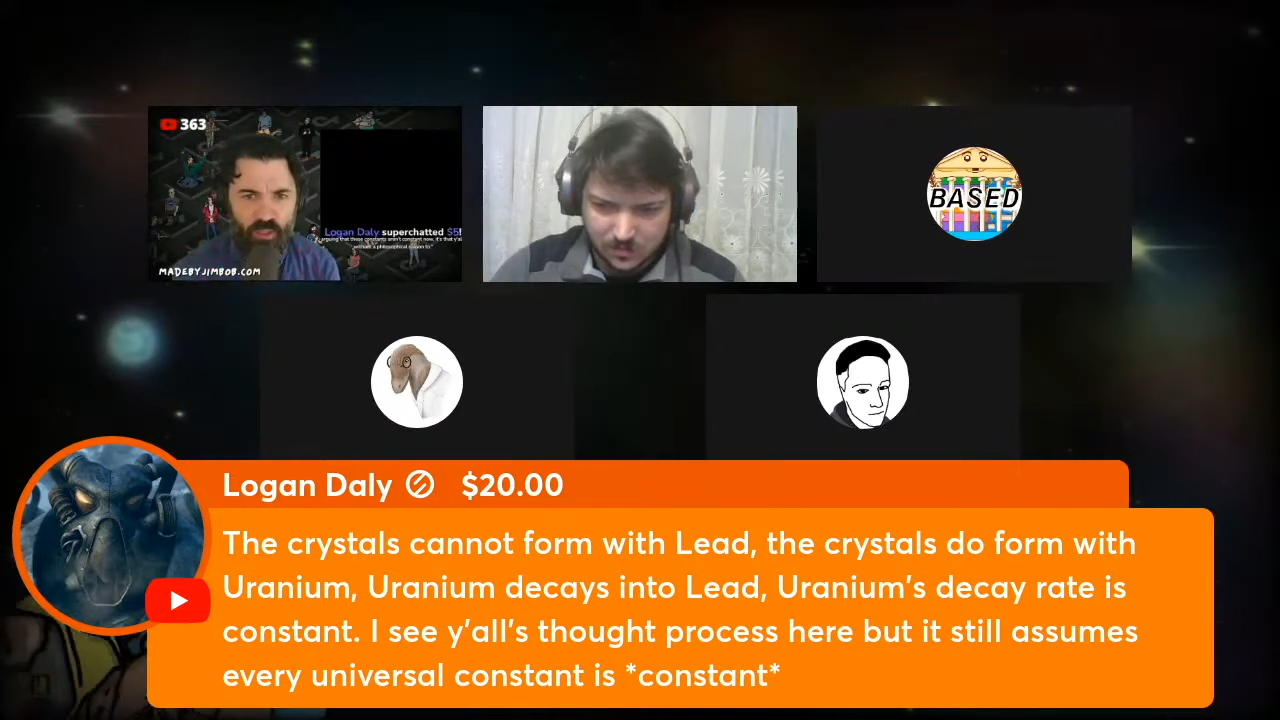 363
Logan Daly superchatted $5!
MADEBYJIMBOB.COM
BASED
Logan Daly $20.00
The crystals cannot form with Lead, the crystals do form with
Uranium, Uranium decays into Lead, Uranium's decay rate is
constant. I see y'all's thought process here but it still assumes
every universal constant is *constant*